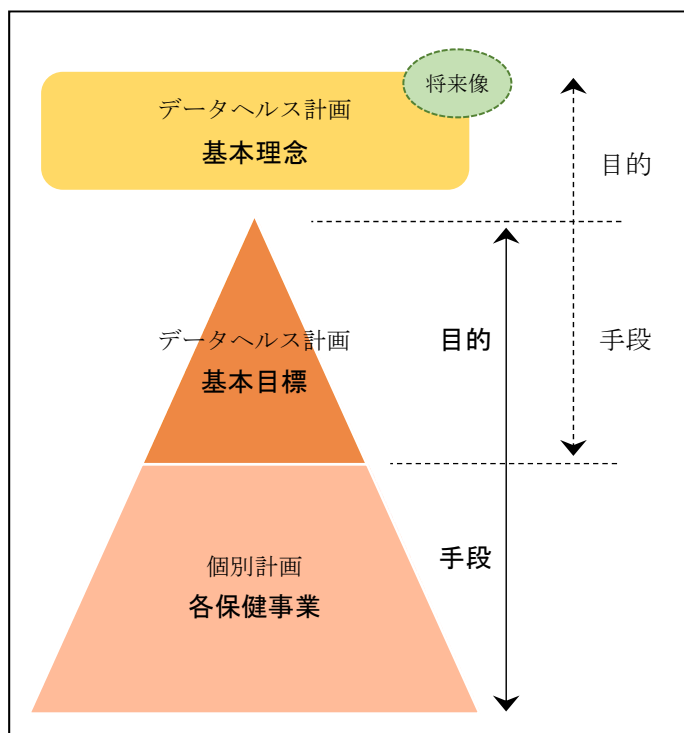 将来像
データヘルス計画
基本理念
目的
手段
データヘルス計画
基本目標
目的
個別計画
各保健事業
手段